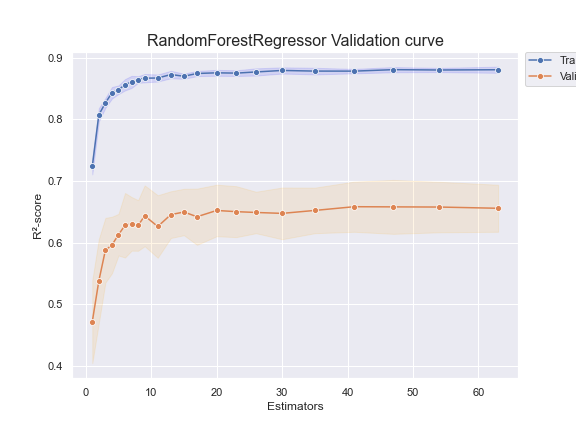 RandomForestRegressor Validation curve
0.9
0.8
0.7
0.6
0.5
0.4
R²-score
0 10 20 30 40 50 60
Estimators
Tra
Vali